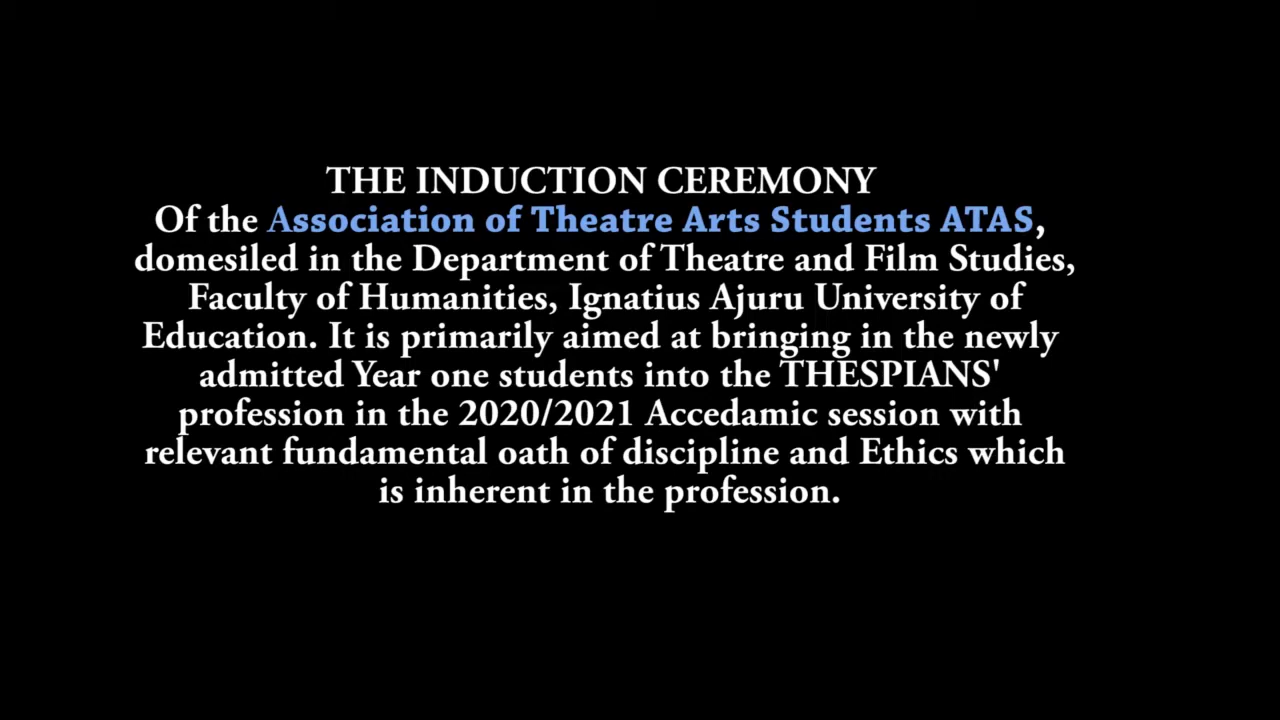 THE INDUCTION CEREMONY
Of the Association of Theatre Arts Students ATAS,
domesiled in the Department of Theatre and Film Studies,
Faculty of Humanities, Ignatius Ajuru University of
Education. It is primarily aimed at bringing in the newly
admitted Year one students into the THESPIANS'
profession in the 2020/2021 Accedamic session with
relevant fundamental oath of discipline and Ethics which
is inherent in the profession.